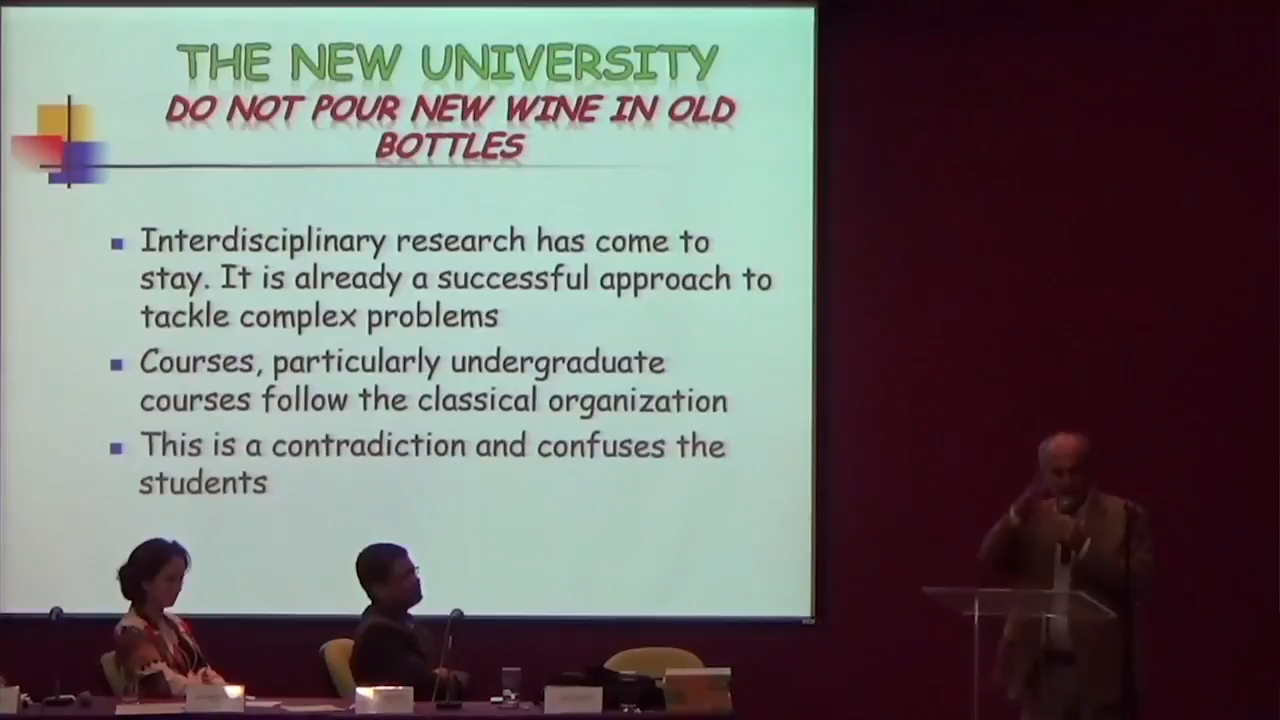 THE NEW UNIVERSITY
DO NOT POUR NEW WINE IN OLD
BOTTLES
Interdisciplinary research has come to
stay. It is already a successful approach to
tackle complex problems
Courses, particularly undergraduate
courses follow the classical organization
This is a contradiction and confuses the
students